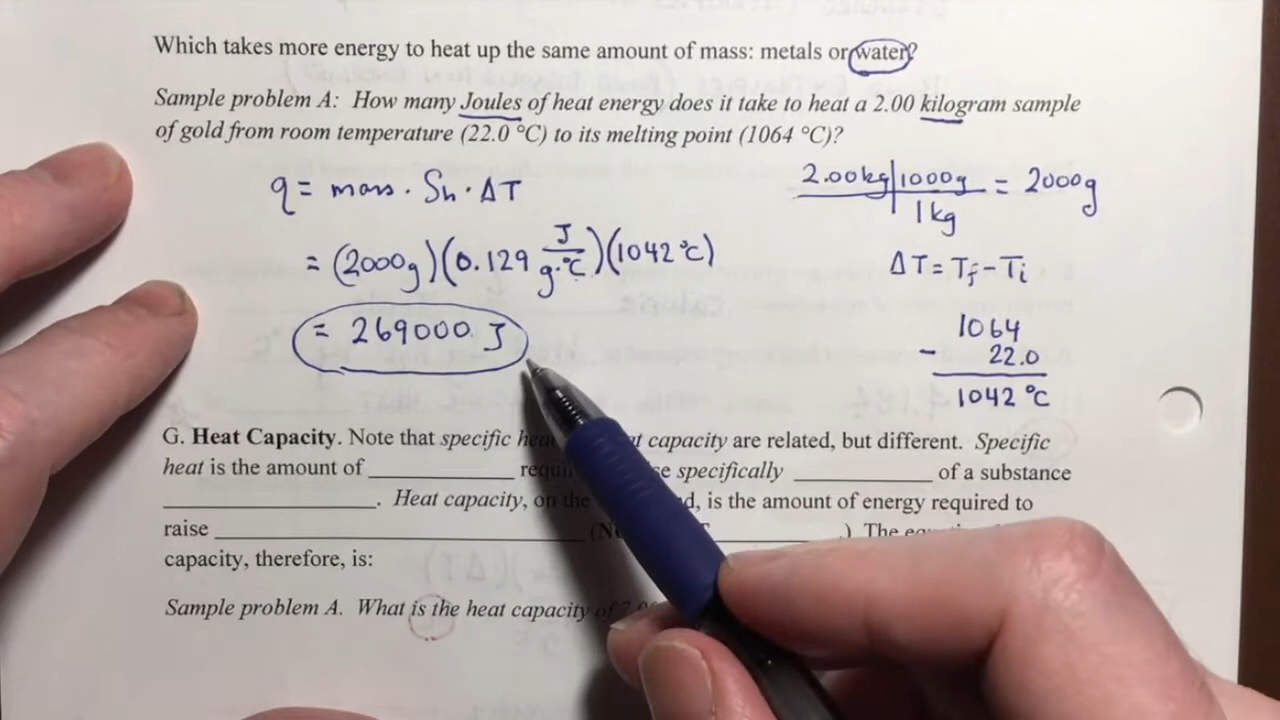 Which takes more energy to heat up the same amount of mass: metals or water?
Sample problem A: How many Joules of heat energy does it take to heat a 2.00 kilogram sample
of gold from room temperature (22.0 °C) to its melting point (1064 °C)?
q = mass · Sh · ΔT
2.00kg | 1000g = 2000g
1kg
= (2000g)(0.129 J/g·°C)(1042°C)
ΔT = Tf - Ti
= 269000 J
1064
- 22.0
1042 °C
G. Heat Capacity. Note that specific capacity are related, but different. Specific
heat is the amount of __________ specifically __________ of a substance
__________. Heat capacity, on is the amount of energy required to
raise __________ .) The
capacity, therefore, is:
Sample problem A. What is the heat capacity